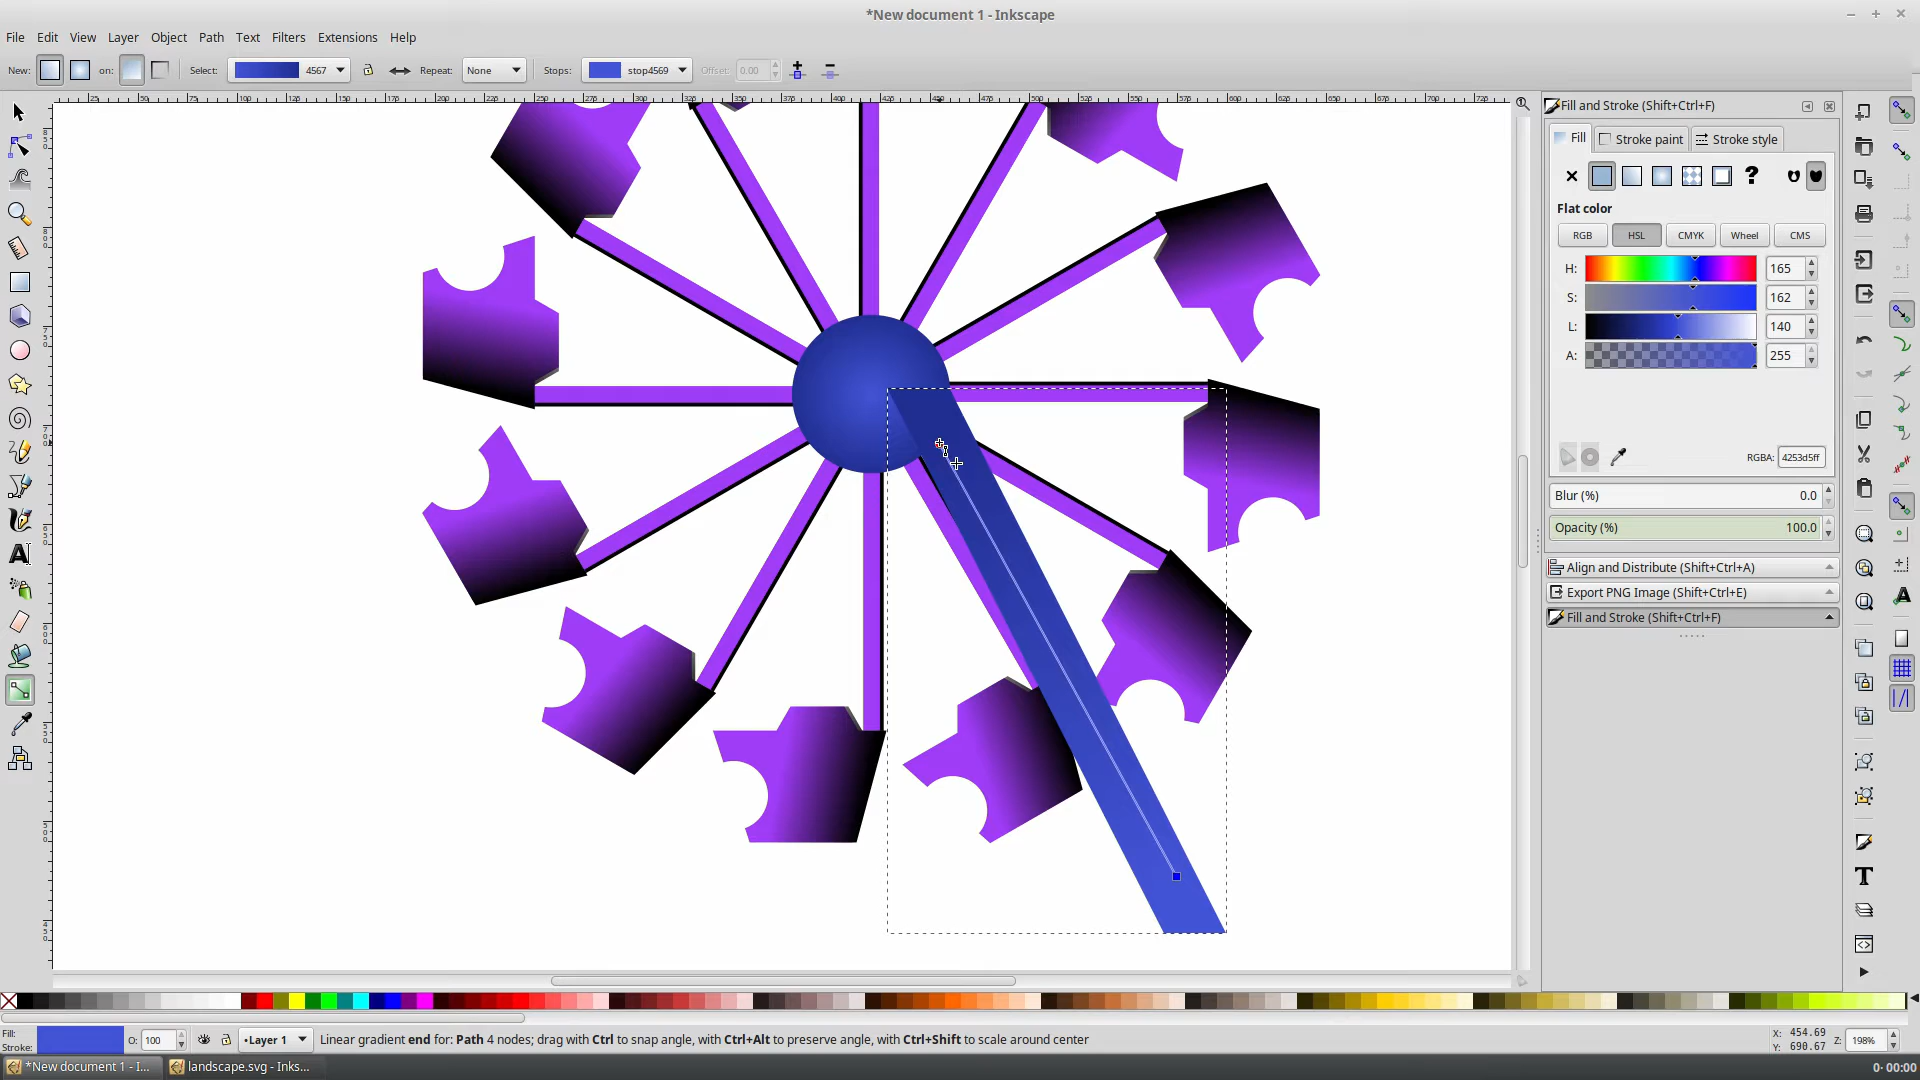 *New document 1 - Inkscape
File Edit View Layer Object Path Text Filters Extensions Help
New: on: Select: 4567 Repeat: None Stops: stop4569 Offset: 0.00
Fill and Stroke (Shift+Ctrl+F)
Fill Stroke paint Stroke style
Flat color
RGB HSL CMYK Wheel CMS
H: 165
S: 162
L: 140
A: 255
RGBA: 4253d5ff
Blur (%) 0.0
Opacity (%) 100.0
Align and Distribute (Shift+Ctrl+A)
Export PNG Image (Shift+Ctrl+E)
Fill and Stroke (Shift+Ctrl+F)
Fill:
Stroke:
O: 100
•Layer 1
Linear gradient end for: Path 4 nodes; drag with Ctrl to snap angle, with Ctrl+Alt to preserve angle, with Ctrl+Shift to scale around center
X: 454.69
Y: 690.67
Z: 198%
*New document 1 - I... landscape.svg - Inks... 0· 00:00